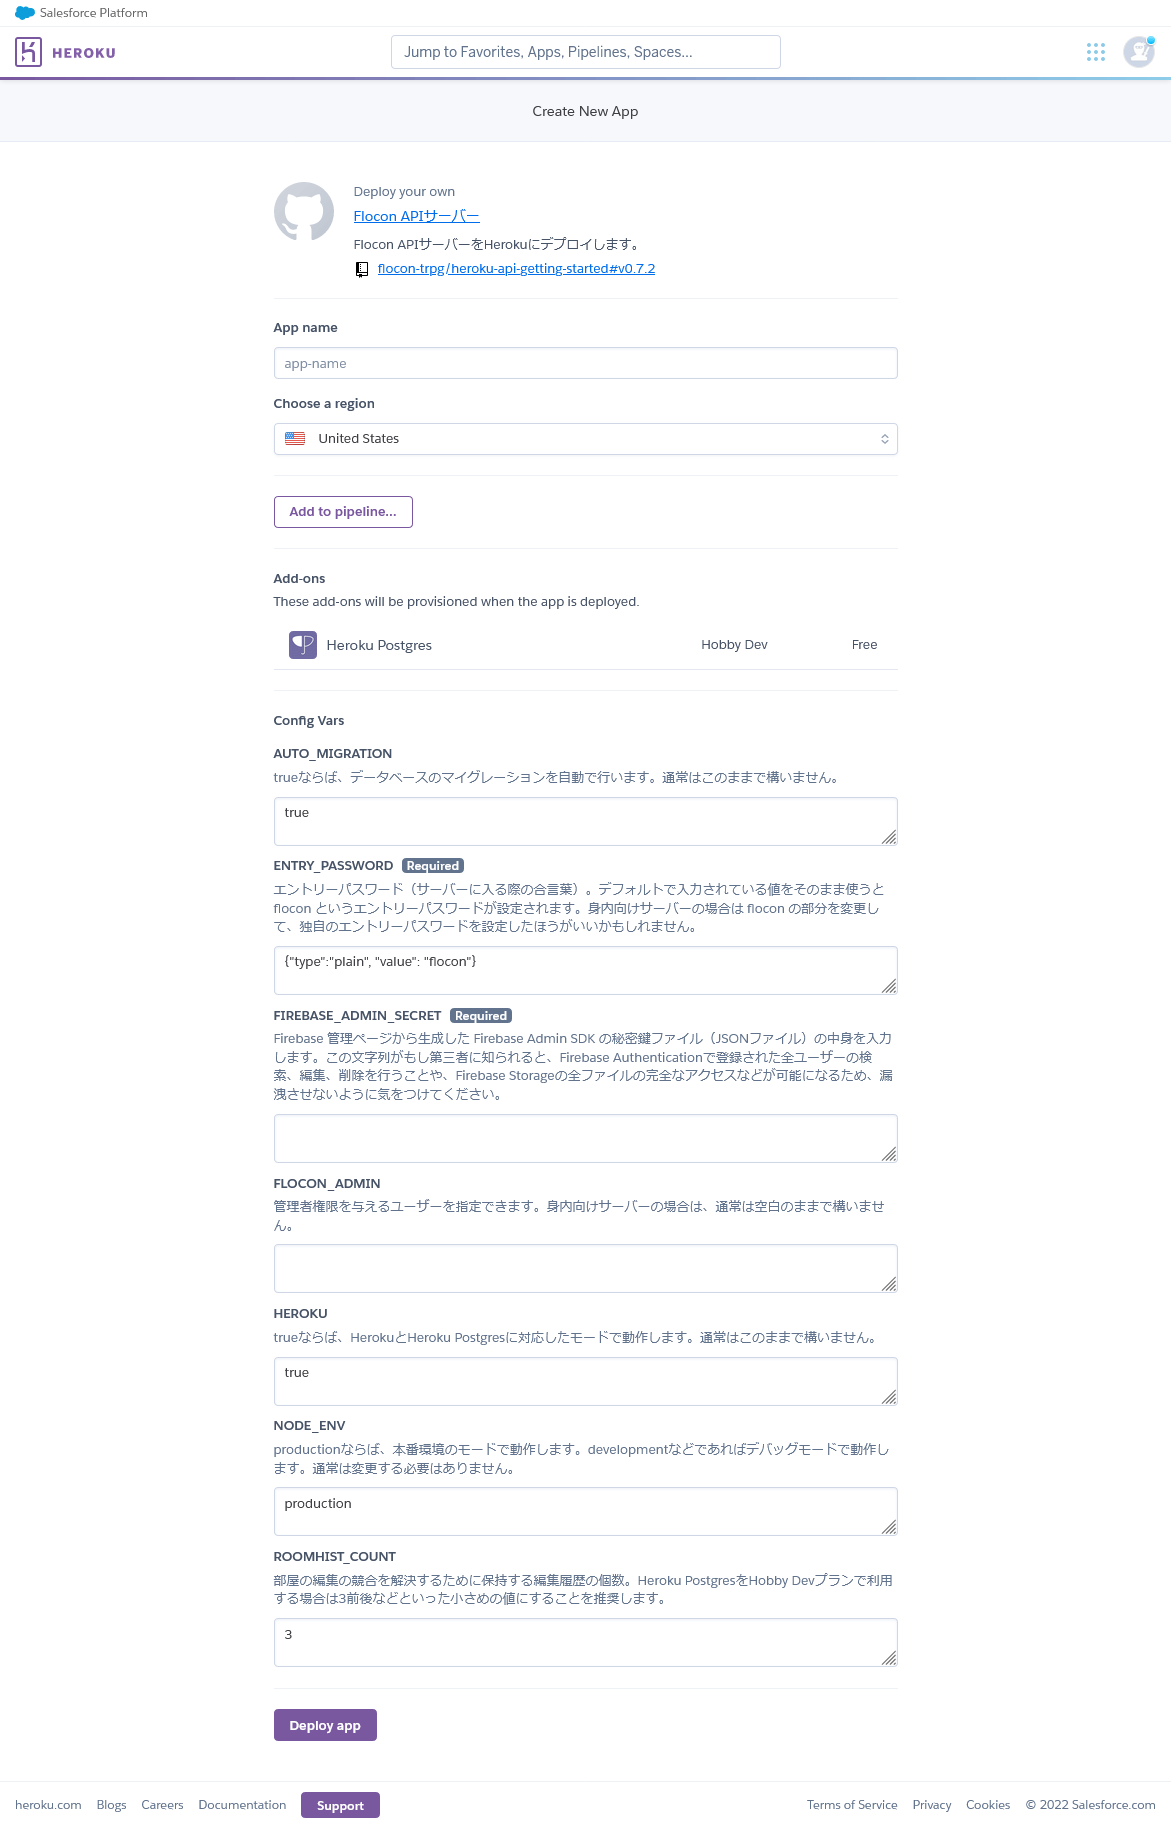 Salesforce Platform
HEROKU
Jump to Favorites, Apps, Pipelines, Spaces...
Create New App
Deploy your own
Flocon APIサーバー
Flocon APIサーバーをHerokuにデプロイします。
flocon-trpg/heroku-api-getting-started#v0.7.2
App name
app-name
Choose a region
United States
Add to pipeline...
Add-ons
These add-ons will be provisioned when the app is deployed.
Heroku Postgres Hobby Dev Free
Config Vars
AUTO_MIGRATION
trueならば、データベースのマイグレーションを自動で行います。通常はこのままで構いません。
true
ENTRY_PASSWORD Required
エントリーパスワード（サーバーに入る際の合言葉）。デフォルトで入力されている値をそのまま使うと
flocon というエントリーパスワードが設定されます。身内向けサーバーの場合は flocon の部分を変更し
て、独自のエントリーパスワードを設定したほうがいいかもしれません。
{"type":"plain", "value": "flocon"}
FIREBASE_ADMIN_SECRET Required
Firebase 管理ページから生成した Firebase Admin SDK の秘密鍵ファイル（JSONファイル）の中身を入力
します。この文字列がもし第三者に知られると、Firebase Authenticationで登録された全ユーザーの検
索、編集、削除を行うことや、Firebase Storageの全ファイルの完全なアクセスなどが可能になるため、漏
洩させないように気をつけてください。
FLOCON_ADMIN
管理者権限を与えるユーザーを指定できます。身内向けサーバーの場合は、通常は空白のままで構いませ
ん。
HEROKU
trueならば、HerokuとHeroku Postgresに対応したモードで動作します。通常はこのままで構いません。
true
NODE_ENV
productionならば、本番環境のモードで動作します。developmentなどであればデバッグモードで動作し
ます。通常は変更する必要はありません。
production
ROOMHIST_COUNT
部屋の編集の競合を解決するために保持する編集履歴の個数。Heroku PostgresをHobby Devプランで利用
する場合は3前後などといった小さめの値にすることを推奨します。
3
Deploy app
heroku.com Blogs Careers Documentation Support Terms of Service Privacy Cookies © 2022 Salesforce.com